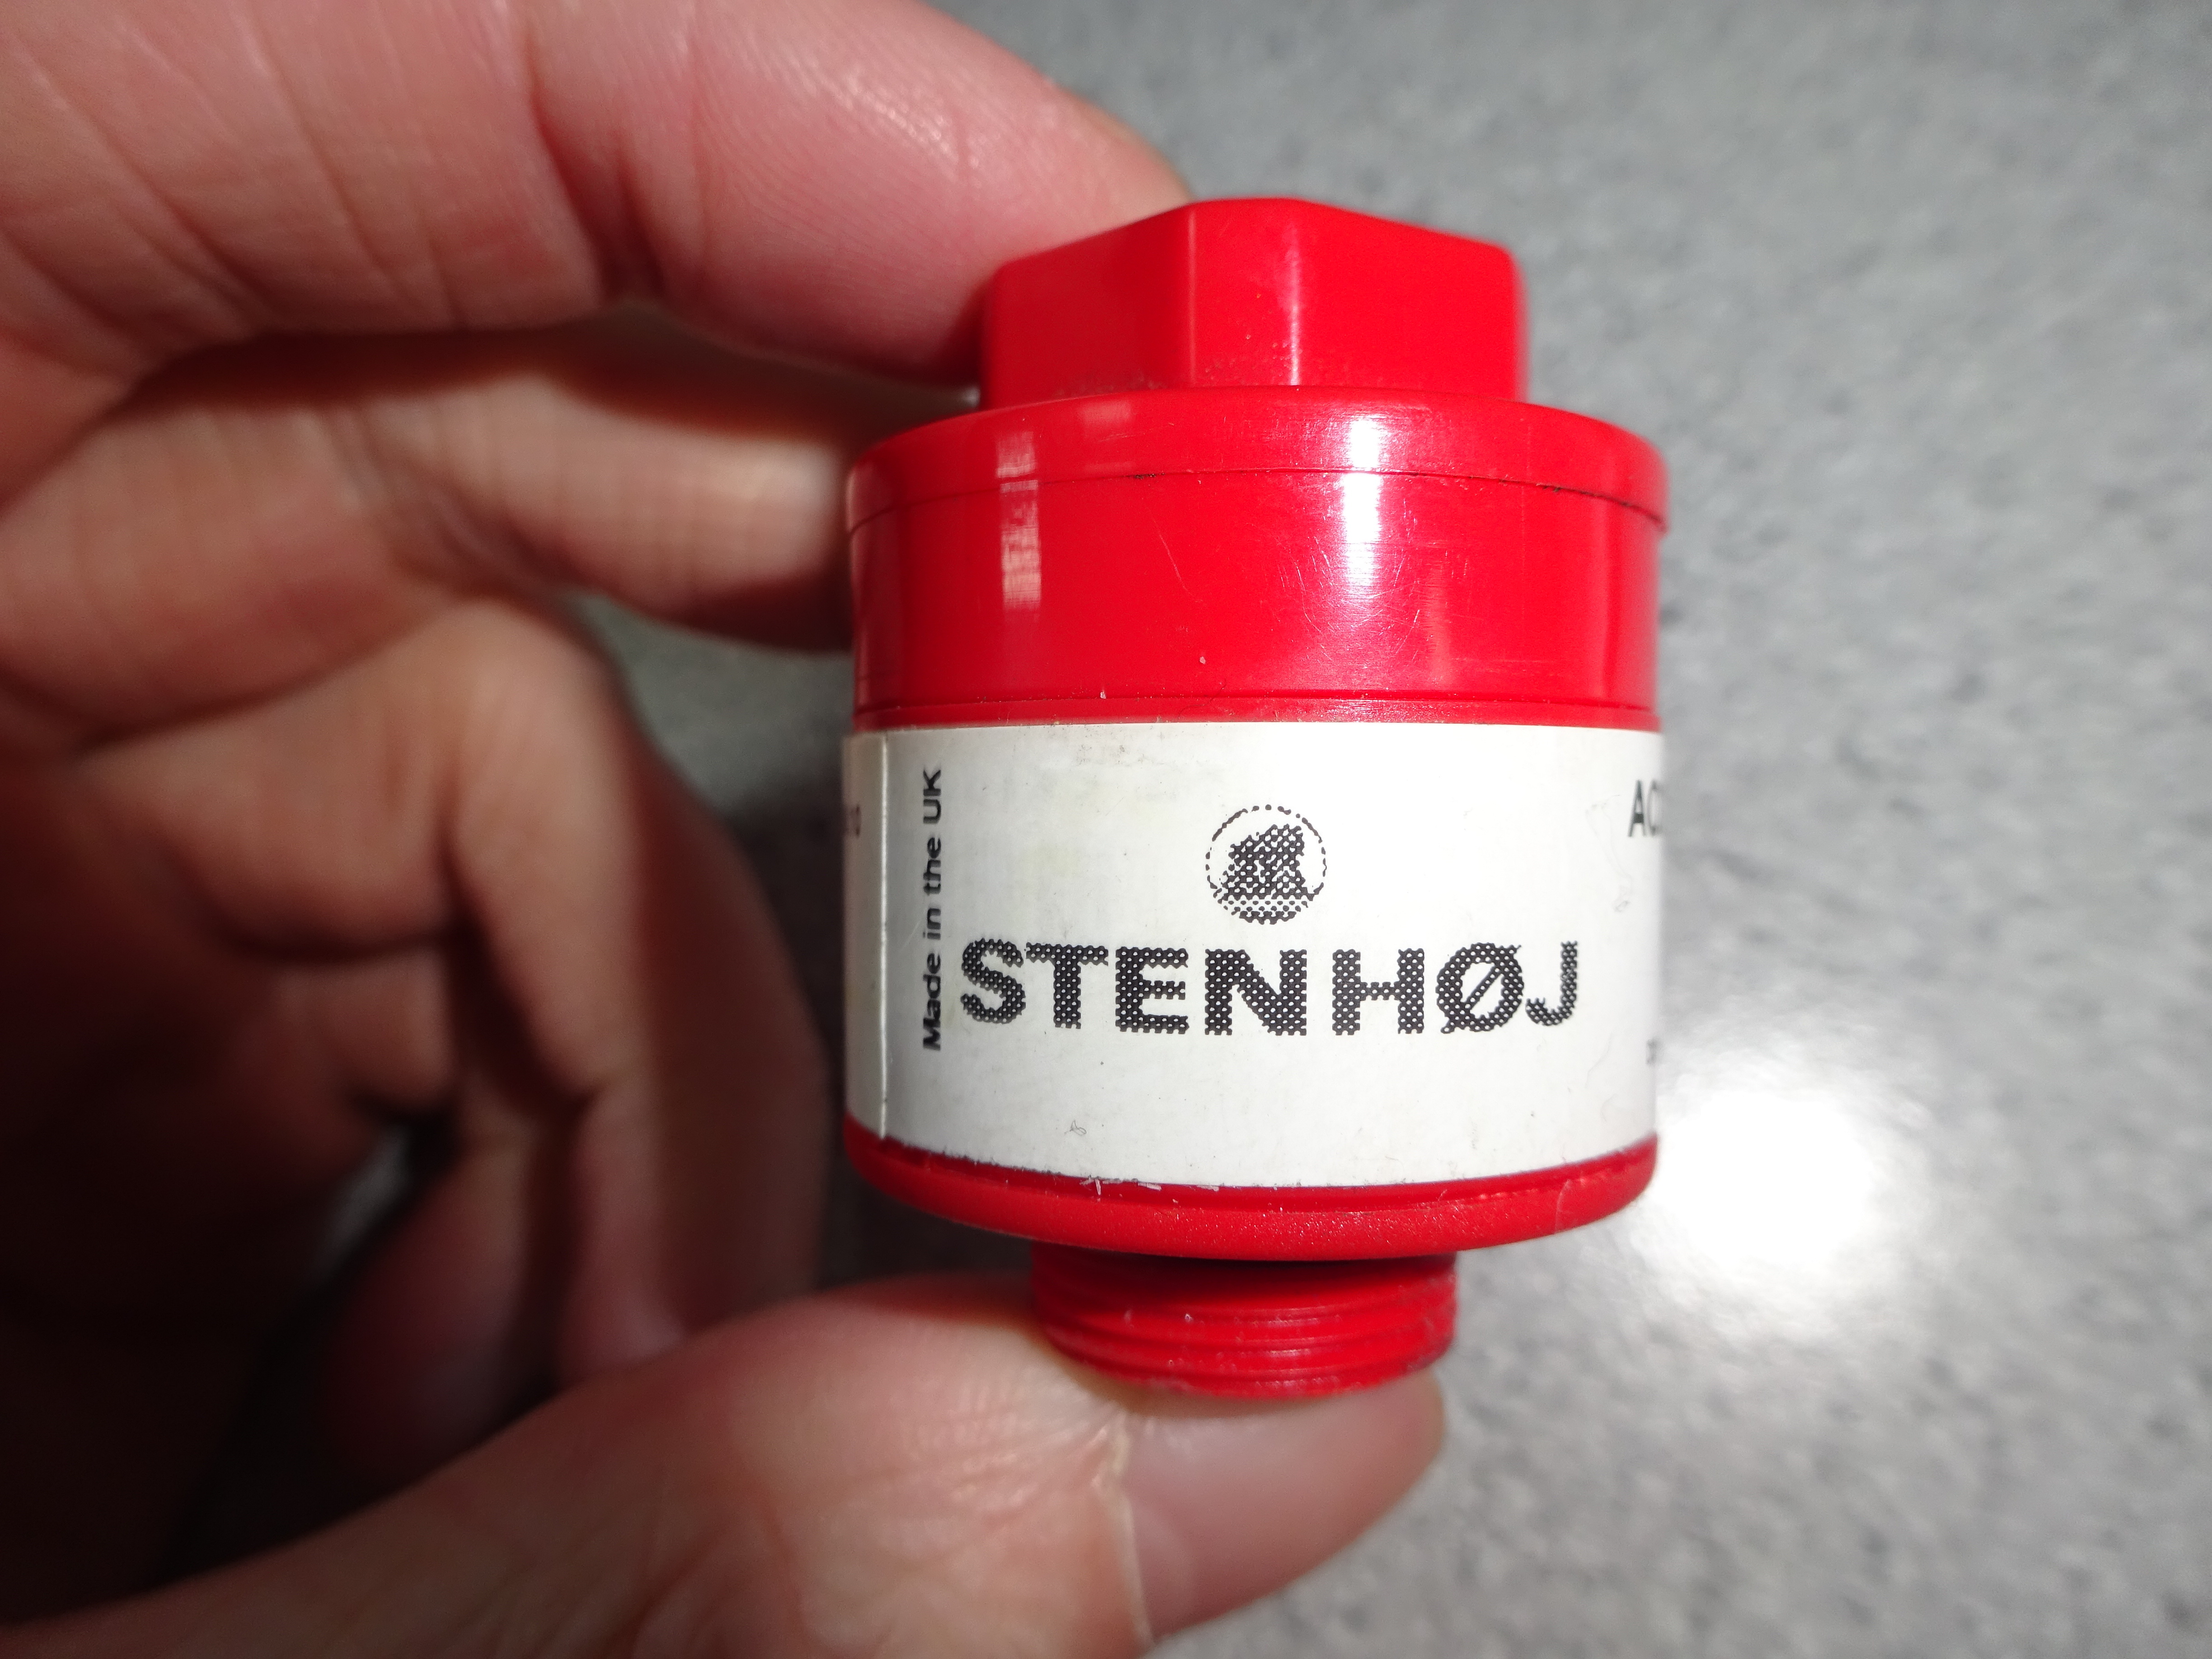 Made in the UK
STENHØJ